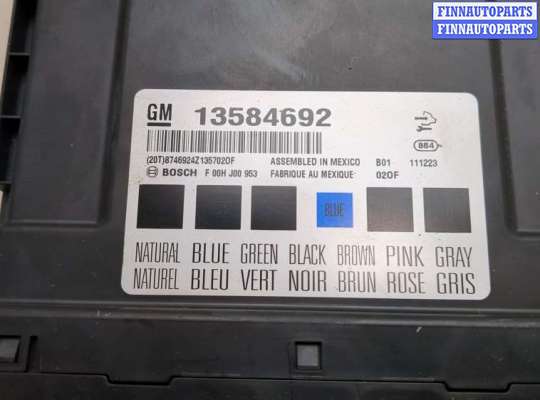 FINNAUTOPARTS
FINNAUTOPARTS
GM 13584692
884
(20T)8746924Z135702OF ASSEMBLED IN MEXICO B01 111223
BOSCH F 00H J00 953 FABRIQUE AU MEXIQUE 02OF
BLUE
NATURAL BLUE GREEN BLACK BROWN PINK GRAY
NATUREL BLEU VERT NOIR BRUN ROSE GRIS